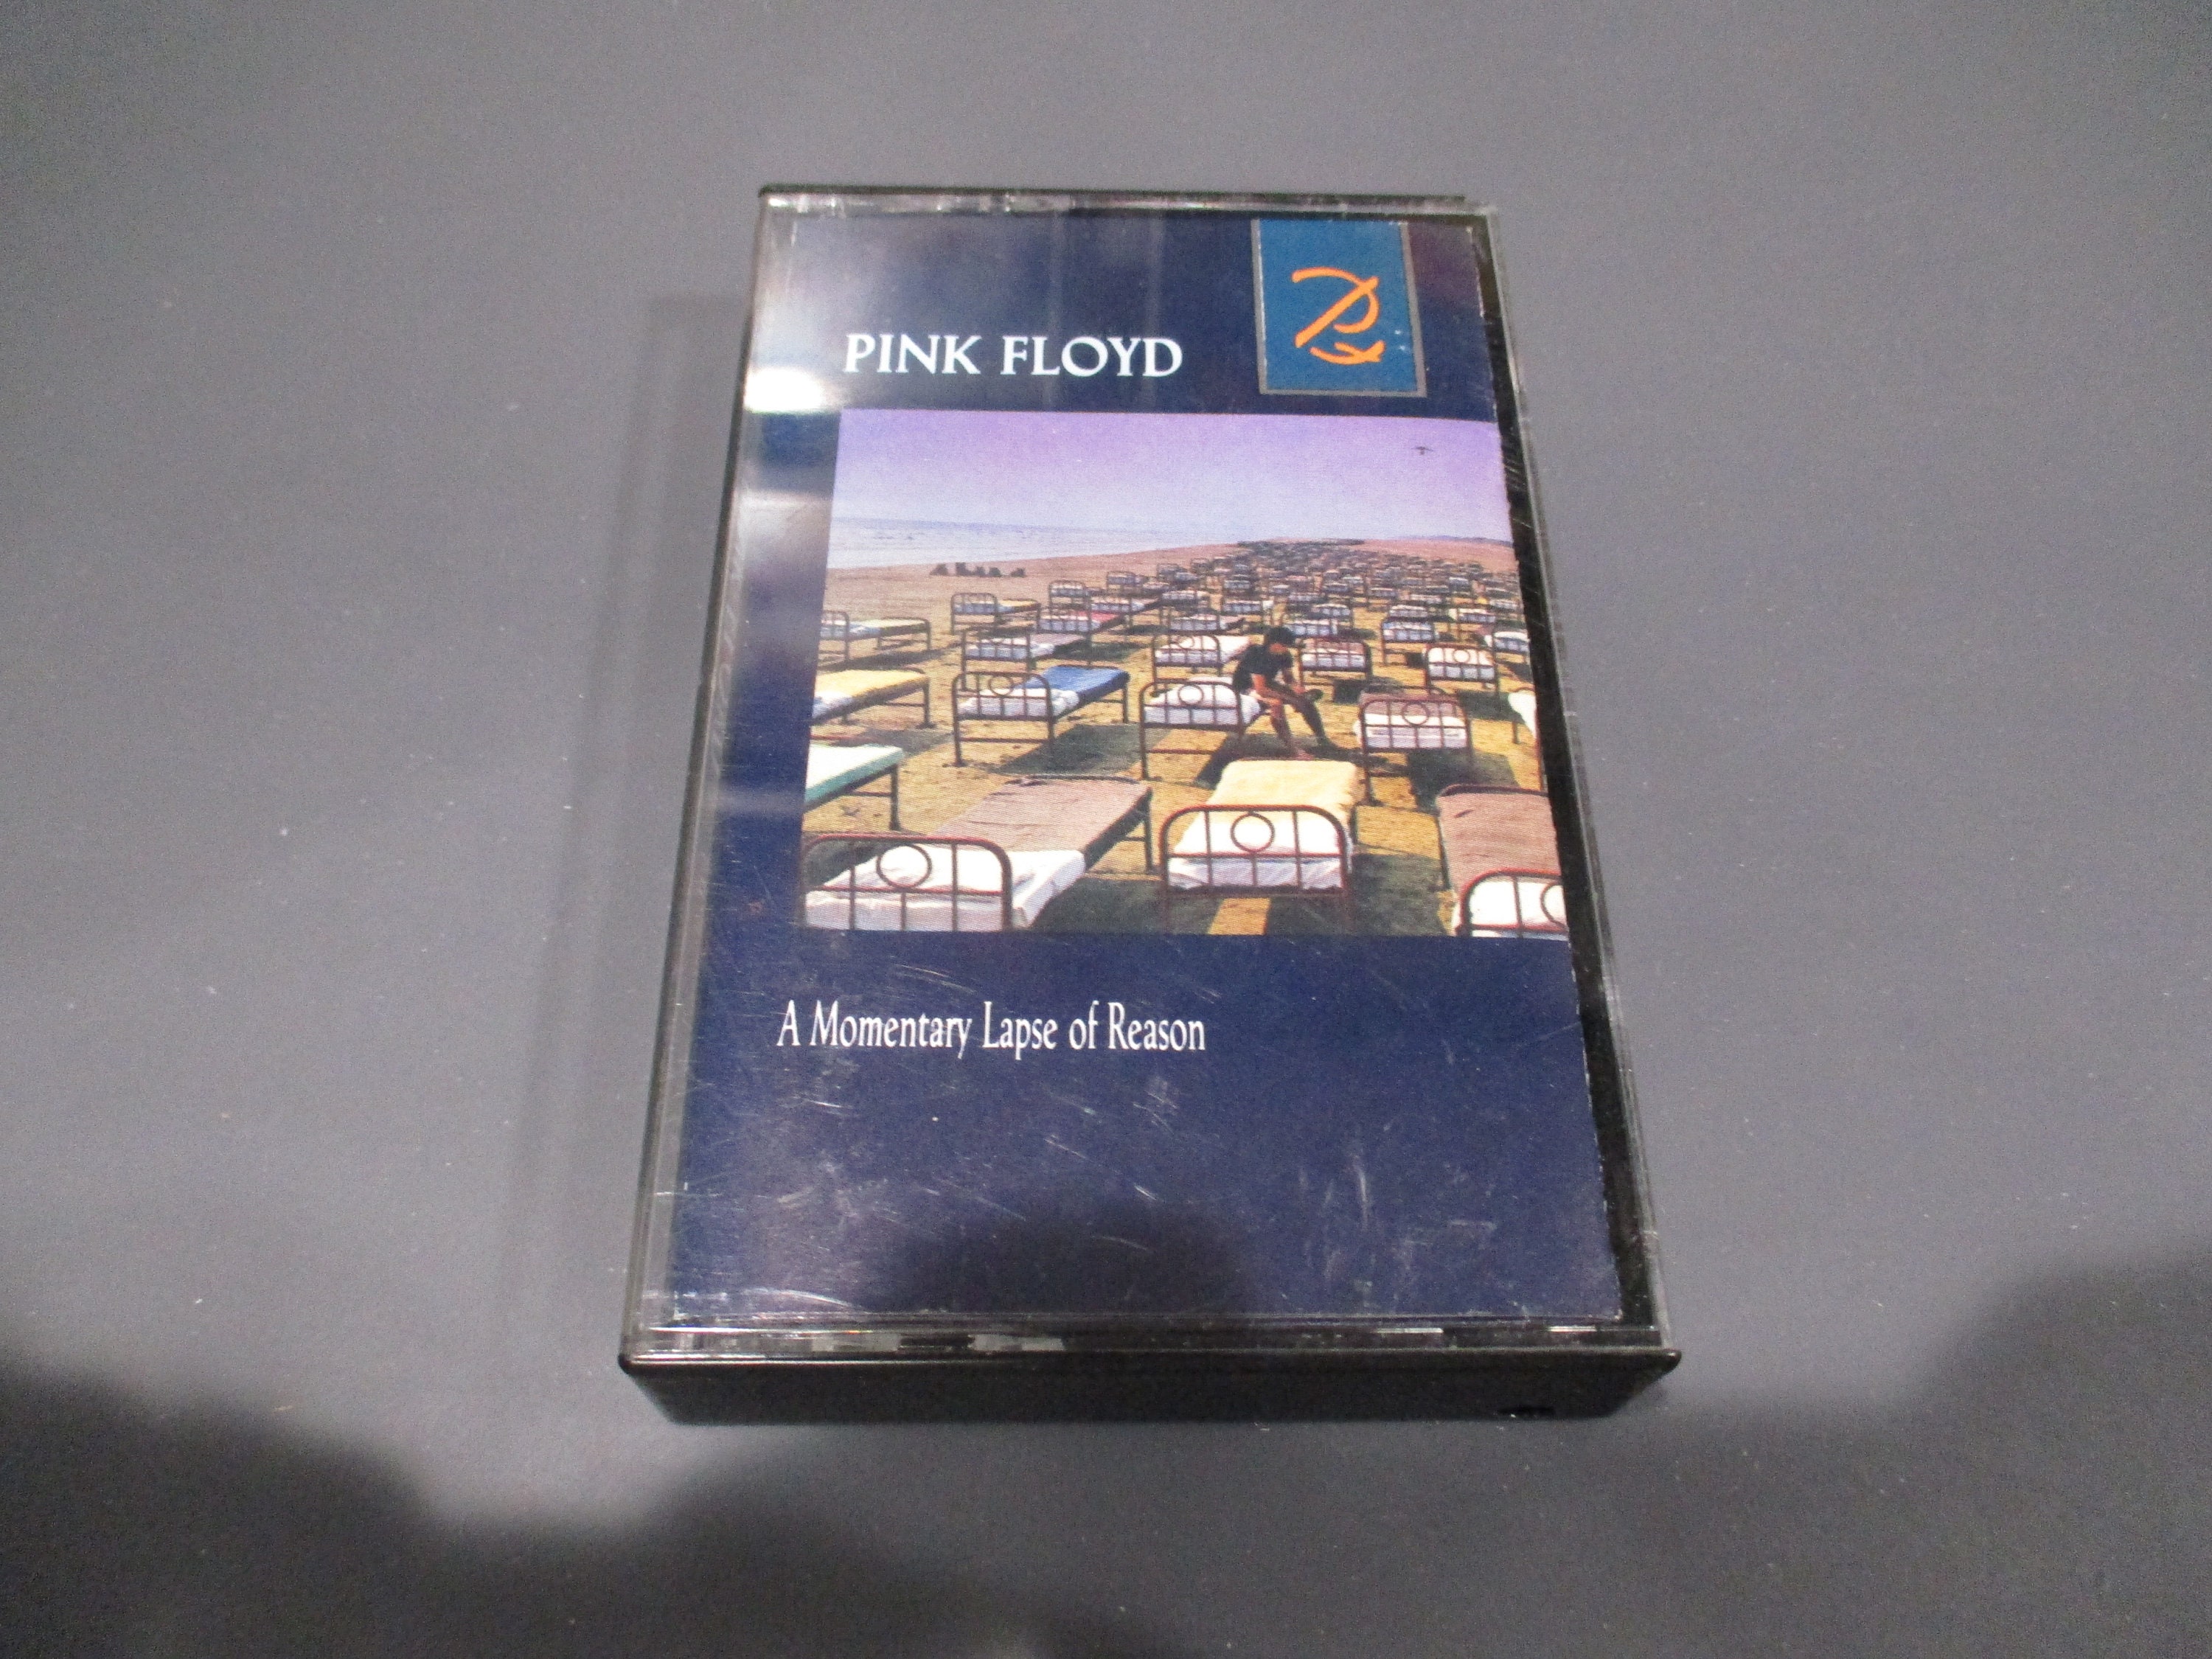 PINK FLOYD
A Momentary Lapse of Reason